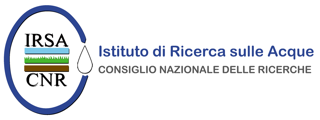 IRSA
CNR
Istituto di Ricerca sulle Acque
CONSIGLIO NAZIONALE DELLE RICERCHE